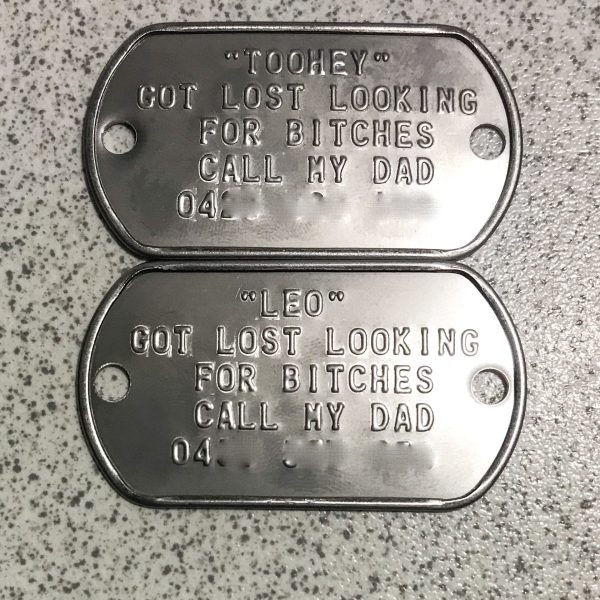 "TOOHEY"
GOT LOST LOOKING
FOR BITCHES
CALL MY DAD
04
"LEO"
GOT LOST LOOKING
FOR BITCHES
CALL MY DAD
04